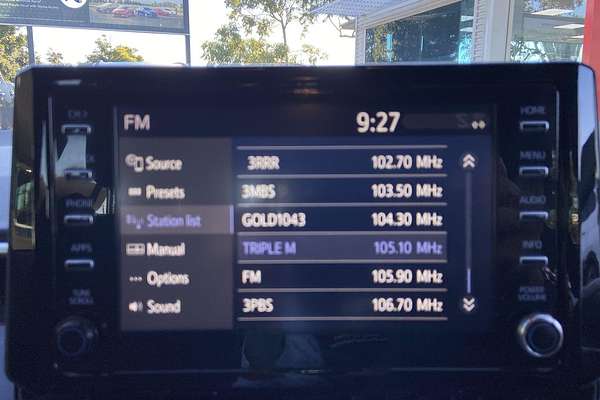 FM 9:27
Source
Presets
Station list
Manual
Options
Sound
3RRR 102.70 MHz
3MBS 103.50 MHz
GOLD1043 104.30 MHz
TRIPLE M 105.10 MHz
FM 105.90 MHz
3PBS 106.70 MHz
PHONE
APPS
TUNE
SCROLL
HOME
MENU
AUDIO
INFO
POWER
VOLUME